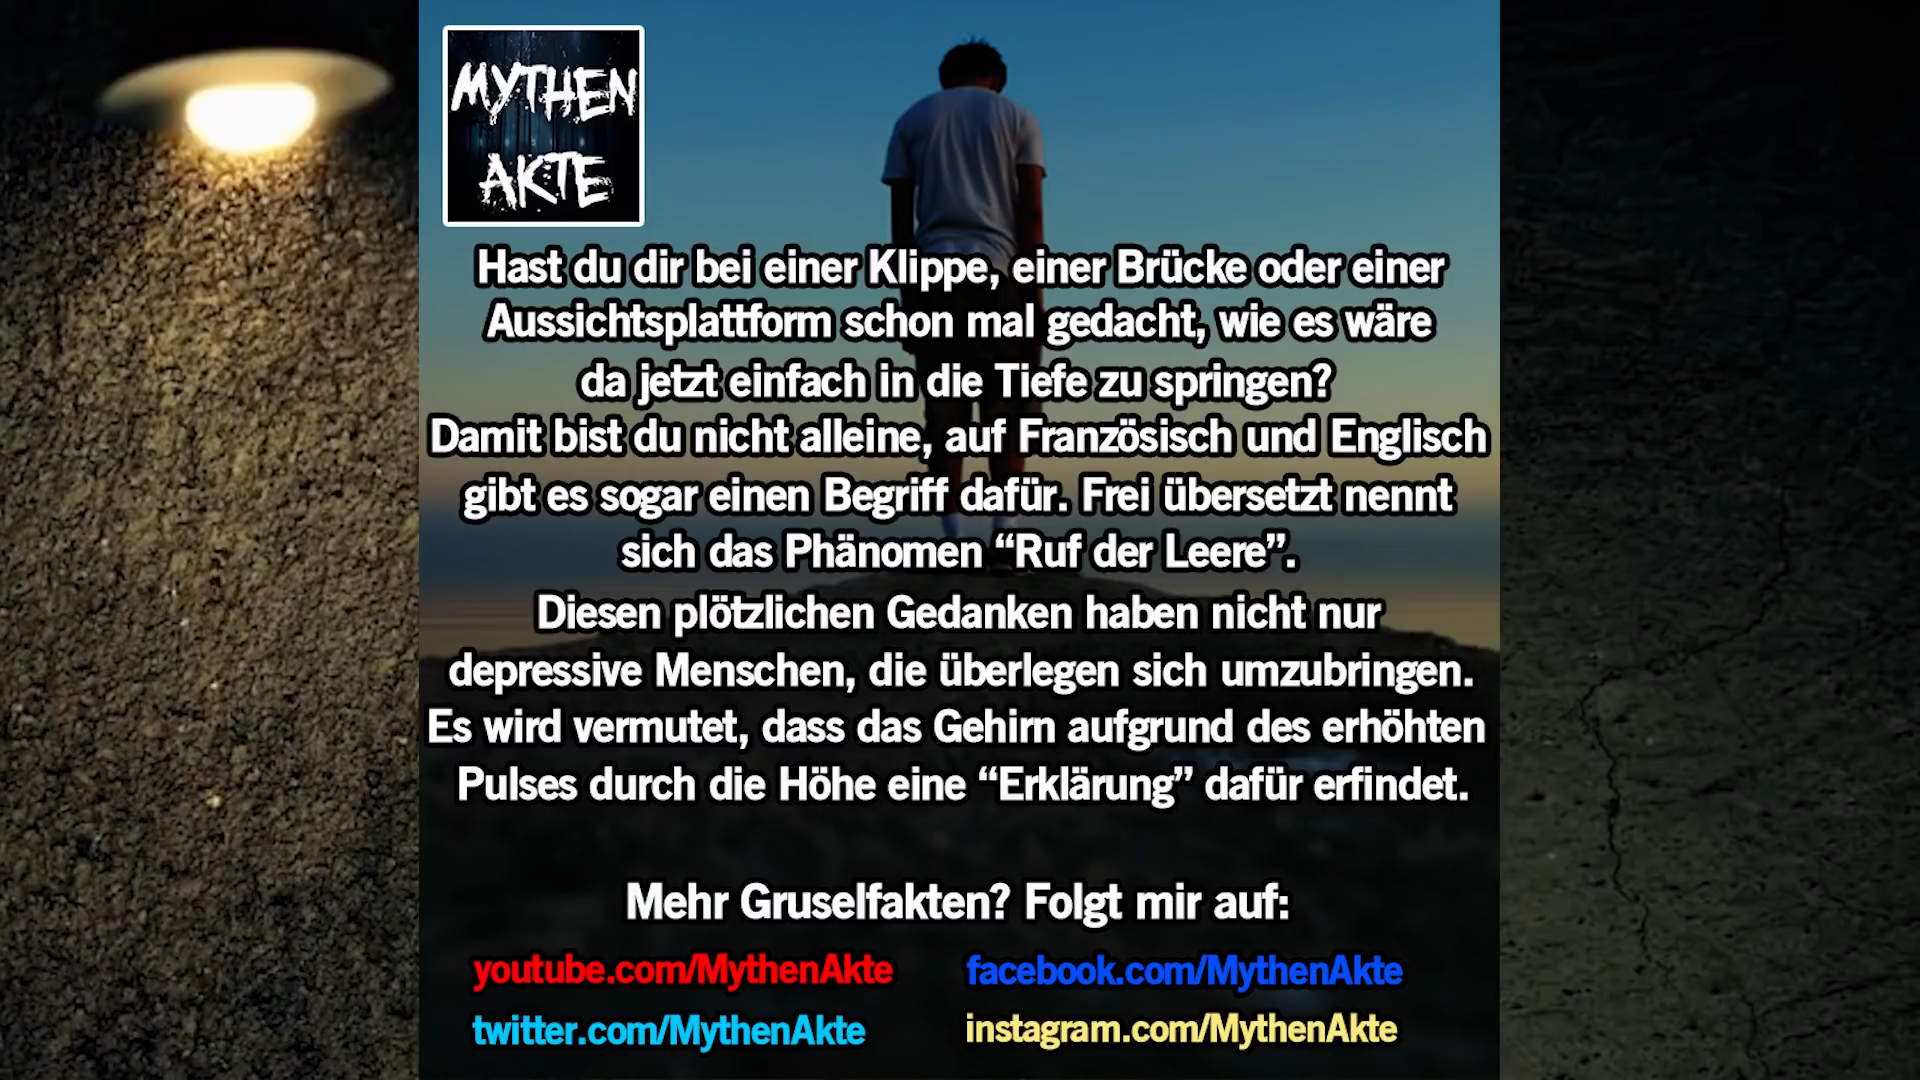 MYTHEN
AKTE
Hast du dir bei einer Klippe, einer Brücke oder einer
Aussichtsplattform schon mal gedacht, wie es wäre
da jetzt einfach in die Tiefe zu springen?
Damit bist du nicht alleine, auf Französisch und Englisch
gibt es sogar einen Begriff dafür. Frei übersetzt nennt
sich das Phänomen “Ruf der Leere”.
Diesen plötzlichen Gedanken haben nicht nur
depressive Menschen, die überlegen sich umzubringen.
Es wird vermutet, dass das Gehirn aufgrund des erhöhten
Pulses durch die Höhe eine “Erklärung” dafür erfindet.
Mehr Gruselfakten? Folgt mir auf:
youtube.com/MythenAkte facebook.com/MythenAkte
twitter.com/MythenAkte instagram.com/MythenAkte